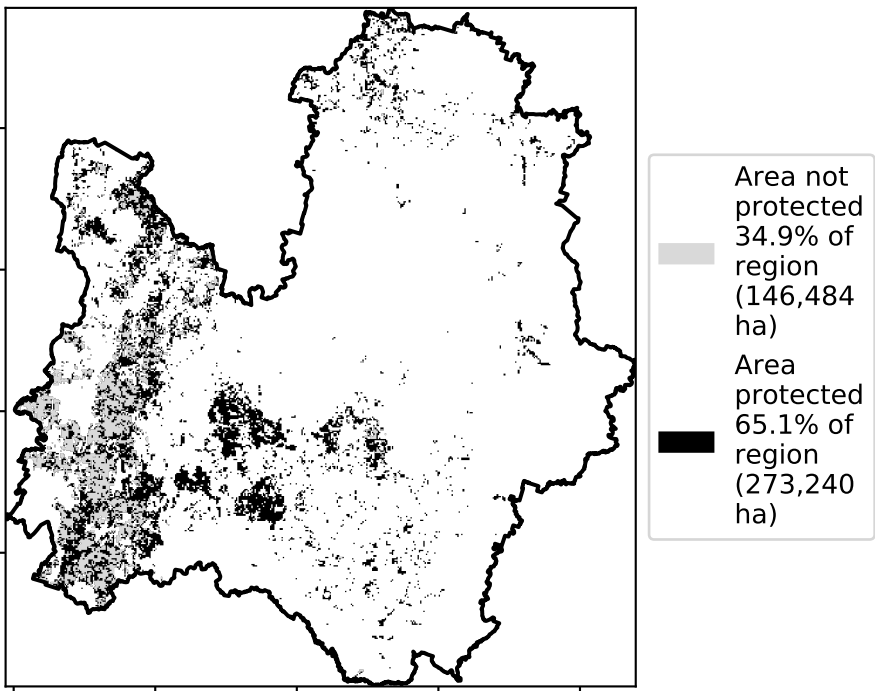 Area not
protected
34.9% of
region
(146,484
ha)
Area
protected
65.1% of
region
(273,240
ha)